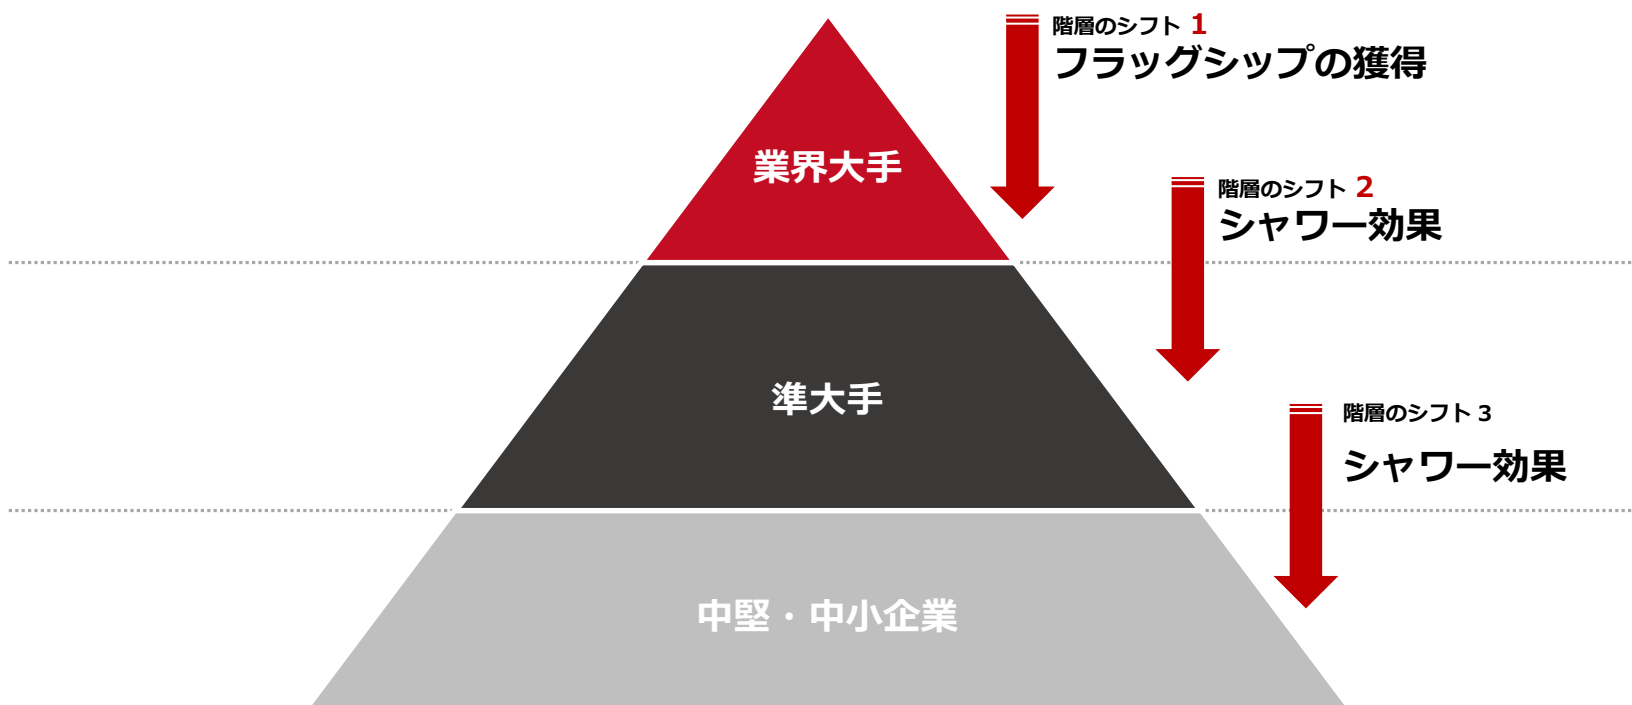 階層のシフト 1
フラッグシップの獲得
業界大手
階層のシフト 2
シャワー効果
準大手
階層のシフト 3
シャワー効果
中堅・中小企業